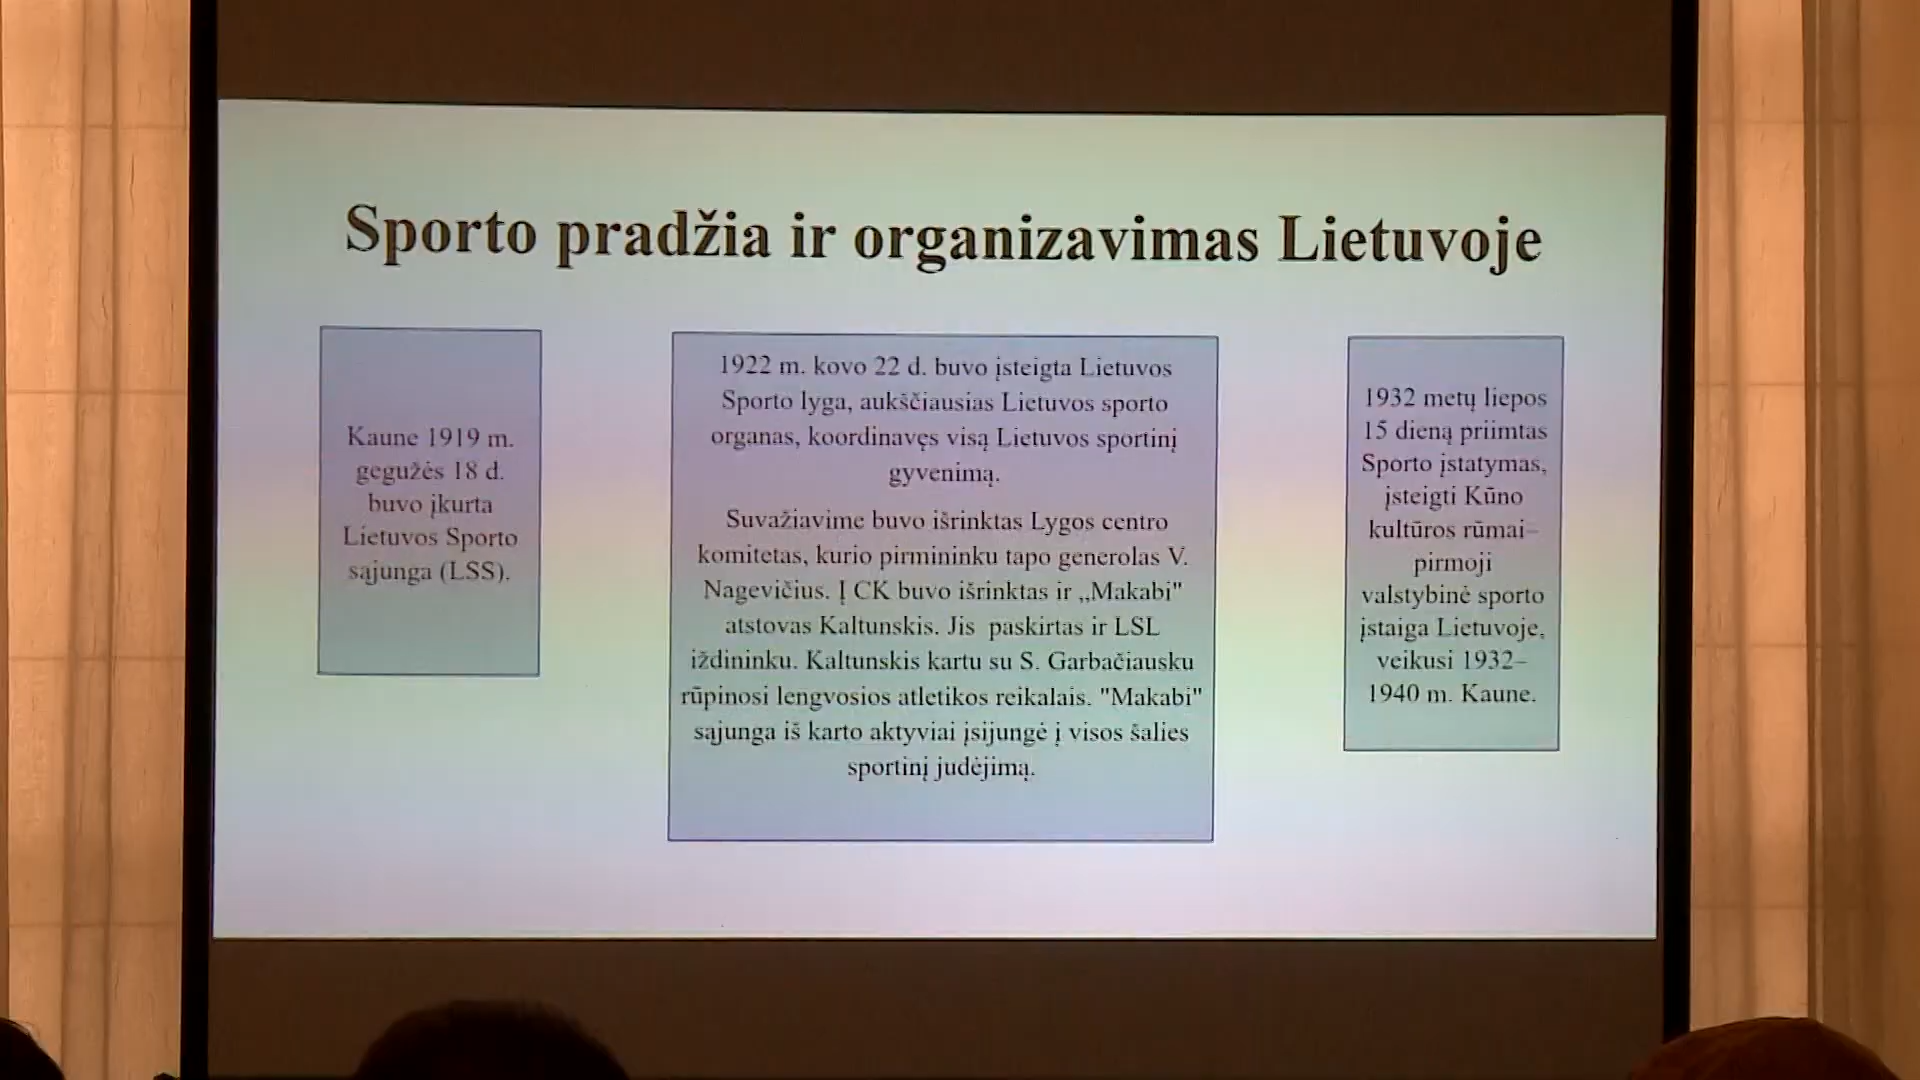 Sporto pradžia ir organizavimas Lietuvoje
Kaune 1919 m.
gegužės 18 d.
buvo įkurta
Lietuvos Sporto
sąjunga (LSS).
1922 m. kovo 22 d. buvo įsteigta Lietuvos
Sporto lyga, aukščiausias Lietuvos sporto
organas, koordinavęs visą Lietuvos sportinį
gyvenimą.
Suvažiavime buvo išrinktas Lygos centro
komitetas, kurio pirmininku tapo generolas V.
Nagevičius. Į CK buvo išrinktas ir „Makabi"
atstovas Kaltunskis. Jis paskirtas ir LSL
iždininku. Kaltunskis kartu su S. Garbačiausku
rūpinosi lengvosios atletikos reikalais. "Makabi"
sąjunga iš karto aktyviai įsijungė į visos šalies
sportinį judėjimą.
1932 metų liepos
15 dieną priimtas
Sporto įstatymas,
įsteigti Kūno
kultūros rūmai–
pirmoji
valstybinė sporto
įstaiga Lietuvoje,
veikusi 1932–
1940 m. Kaune.